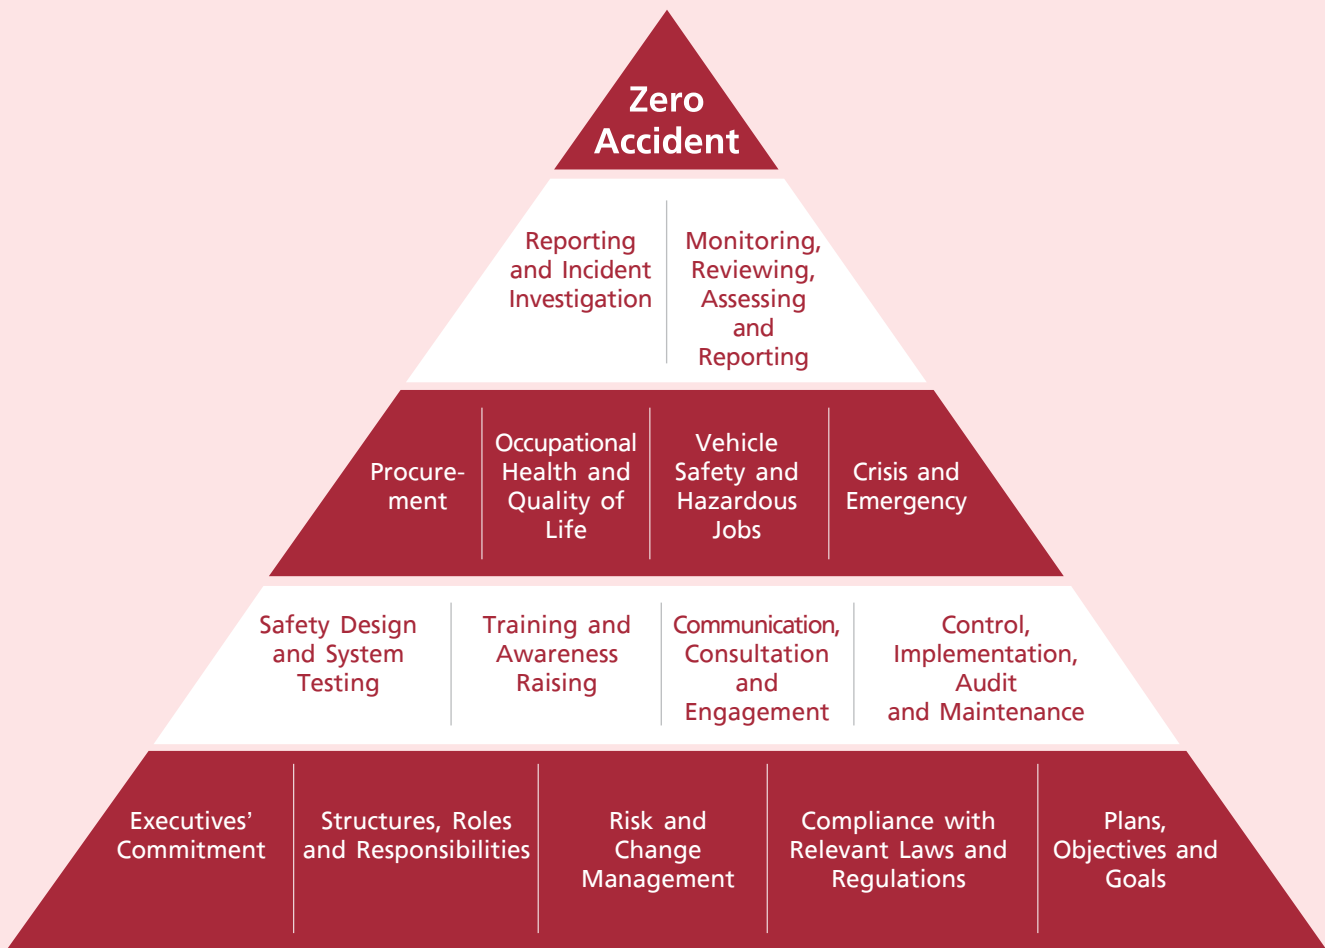 Zero
Accident
Reporting
and Incident
Investigation
Monitoring,
Reviewing,
Assessing
and
Reporting
Procure-
ment
Occupational
Health and
Quality of
Life
Vehicle
Safety and
Hazardous
Jobs
Crisis and
Emergency
Safety Design
and System
Testing
Training and
Awareness
Raising
Communication,
Consultation
and
Engagement
Control,
Implementation,
Audit
and Maintenance
Executives’
Commitment
Structures, Roles
and Responsibilities
Risk and
Change
Management
Compliance with
Relevant Laws and
Regulations
Plans,
Objectives and
Goals